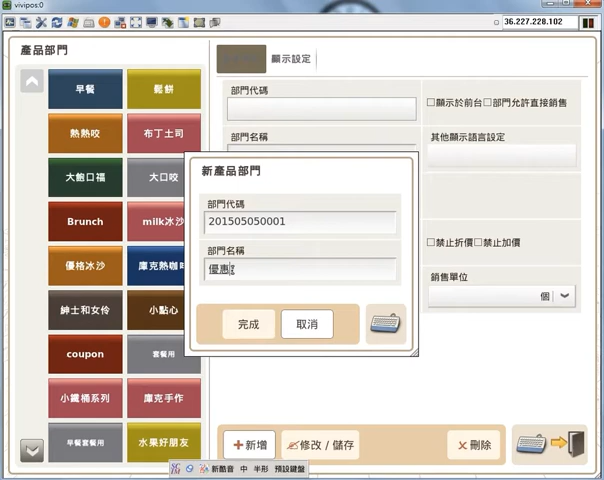 vivipos:0
36.227.228.102
產品部門
早餐
鬆餅
熱熱咬
布丁土司
大飽口福
大口咬
Brunch
milk冰沙
優格冰沙
庫克熱咖
紳士和女伶
小點心
coupon
套餐用
小鐵桶系列
庫克手作
早餐套餐用
水果好朋友
顯示設定
部門代碼
部門名稱
顯示於前台
部門允許直接銷售
其他顯示語言設定
禁止折價
禁止加價
銷售單位
個
新產品部門
部門代碼
201505050001
部門名稱
優惠
完成
取消
新增
修改 / 儲存
刪除
新酷音 中 半形 預設鍵盤